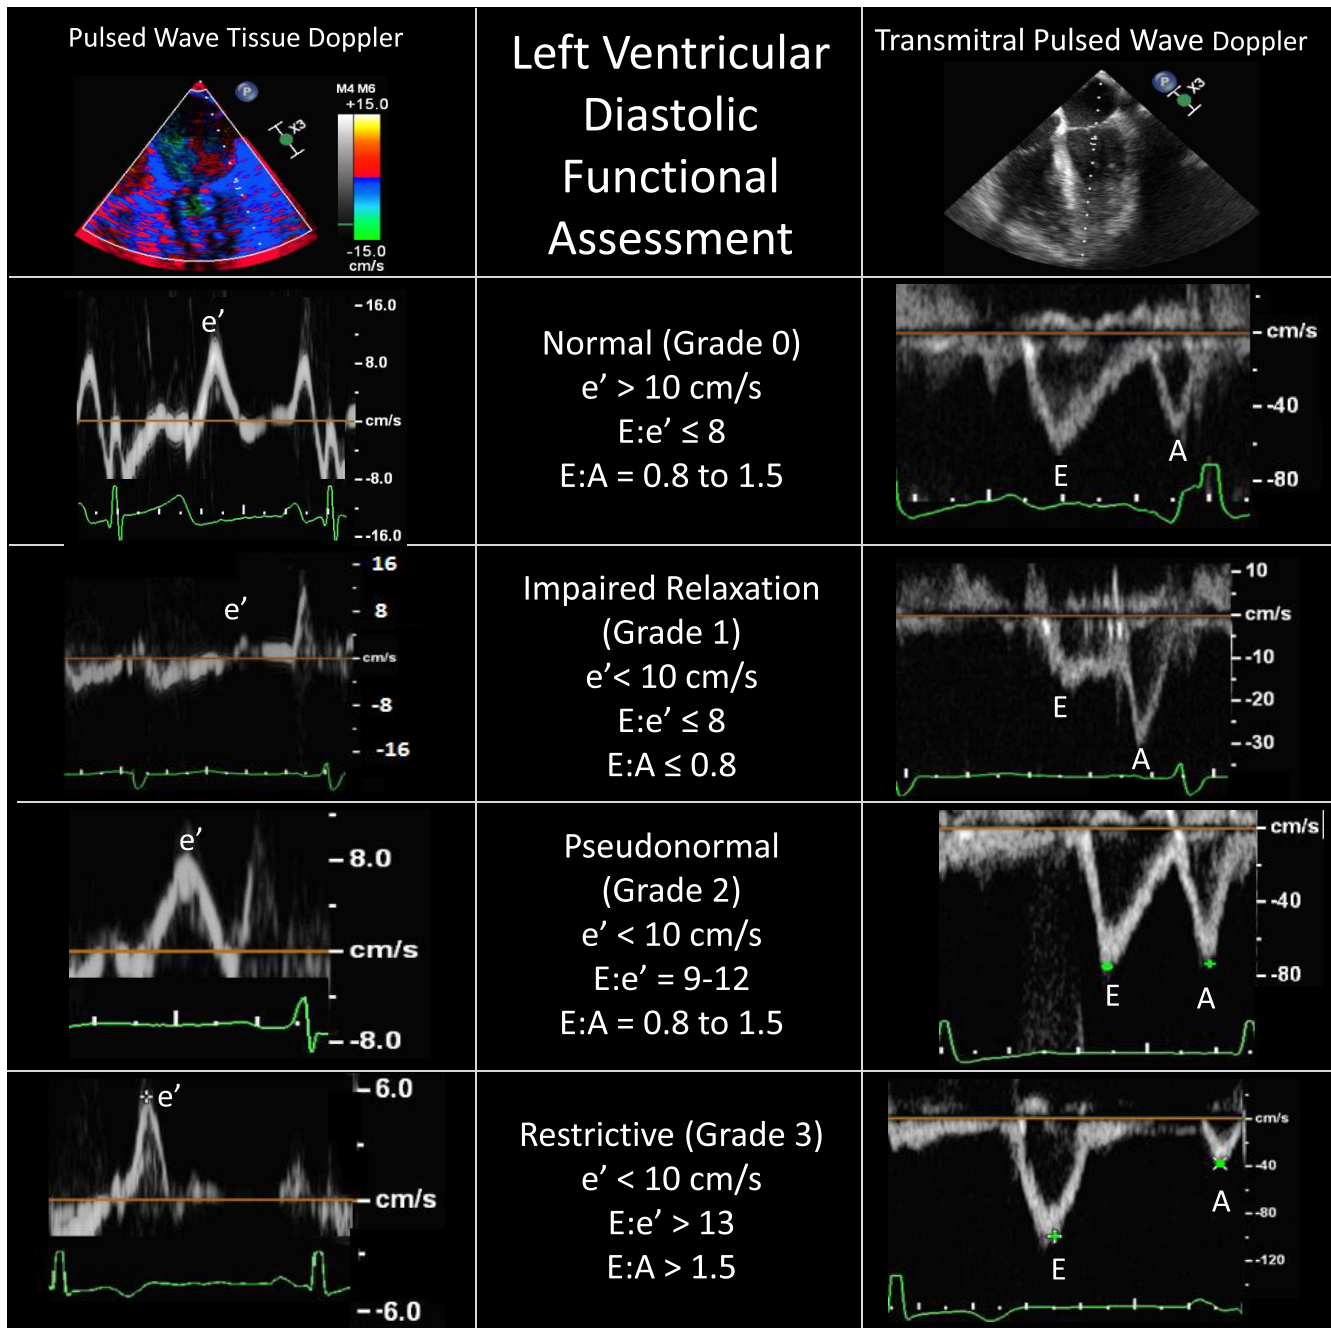 Pulsed Wave Tissue Doppler
P
X3
M4 M6
+15.0
-15.0
cm/s
Left Ventricular
Diastolic
Functional
Assessment
Transmitral Pulsed Wave Doppler
P
X3
e’
16.0
8.0
cm/s
-8.0
-16.0
Normal (Grade 0)
e’ > 10 cm/s
E:e’ ≤ 8
E:A = 0.8 to 1.5
cm/s
-40
-80
E
A
e’
16
8
cm/s
-8
-16
Impaired Relaxation
(Grade 1)
e’< 10 cm/s
E:e’ ≤ 8
E:A ≤ 0.8
10
cm/s
-10
-20
-30
E
A
e’
8.0
cm/s
-8.0
Pseudonormal
(Grade 2)
e’ < 10 cm/s
E:e’ = 9-12
E:A = 0.8 to 1.5
cm/s
-40
-80
E
A
e’
6.0
cm/s
-6.0
Restrictive (Grade 3)
e’ < 10 cm/s
E:e’ > 13
E:A > 1.5
cm/s
-40
-80
-120
E
A